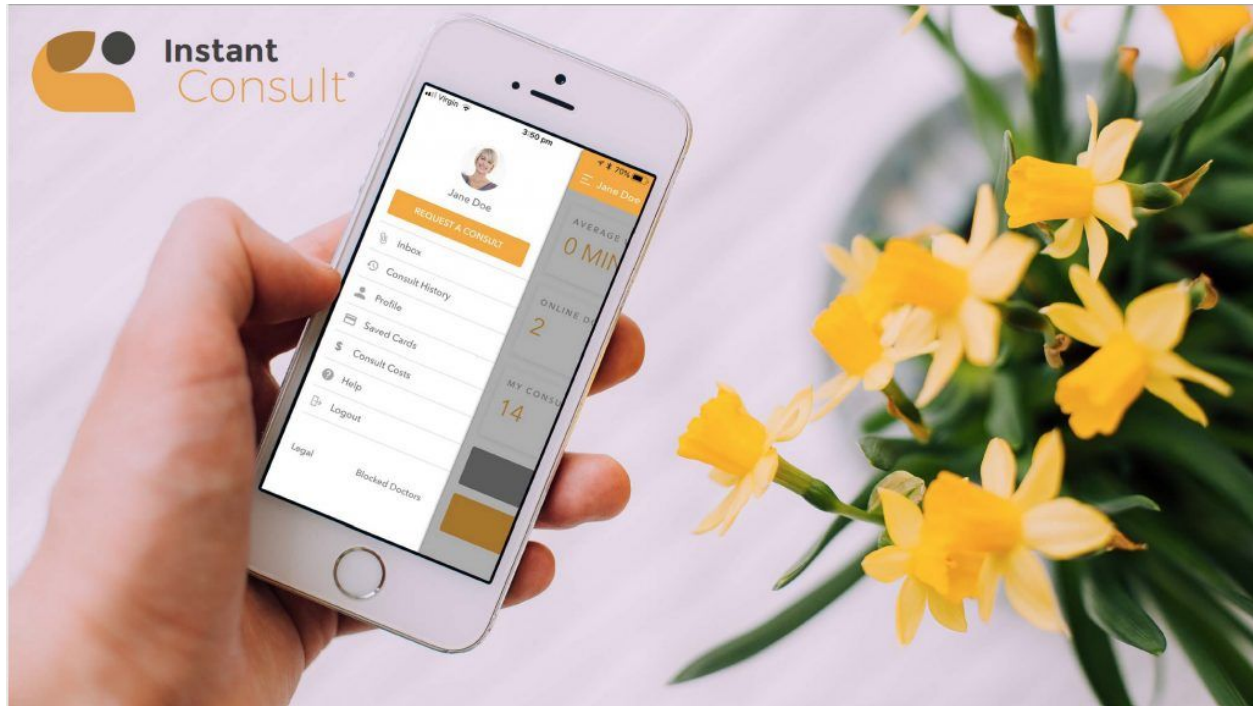 Instant
Consult
Virgin
3:50 pm
70%
Jane Doe
REQUEST A CONSULT
Inbox
Consult History
Profile
Saved Cards
$ Consult Costs
? Help
Logout
Legal
Blocked Doctors
Jane Doe
AVERAGE
0 MIN
ONLINE
2
MY
14